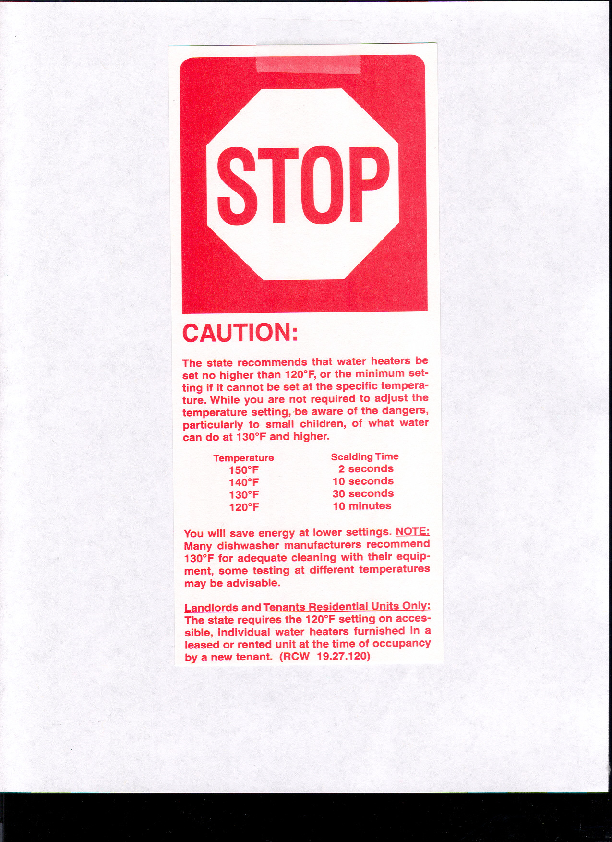 STOP
CAUTION:
The state recommends that water heaters be
set no higher than 120°F, or the minimum set-
ting if it cannot be set at the specific tempera-
ture. While you are not required to adjust the
temperature setting, be aware of the dangers,
particularly to small children, of what water
can do at 130°F and higher.
Temperature Scalding Time
150°F 2 seconds
140°F 10 seconds
130°F 30 seconds
120°F 10 minutes
You will save energy at lower settings. NOTE:
Many dishwasher manufacturers recommend
130°F for adequate cleaning with their equip-
ment, some testing at different temperatures
may be advisable.
Landlords and Tenants Residential Units Only:
The state requires the 120°F setting on acces-
sible, individual water heaters furnished in a
leased or rented unit at the time of occupancy
by a new tenant. (RCW 19.27.120)